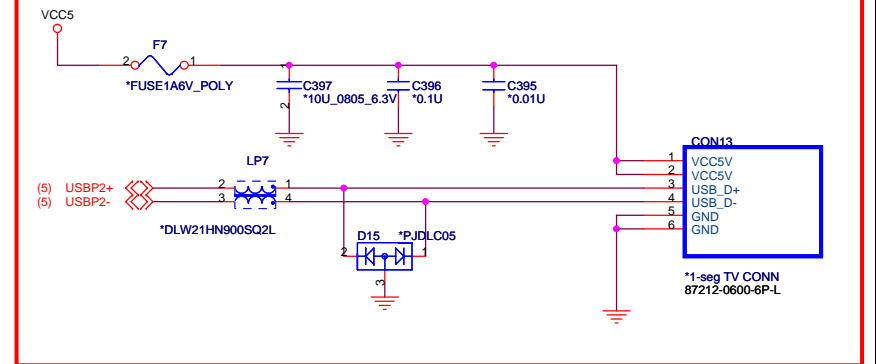 VCC5
F7
2 1
*FUSE1A6V_POLY
1
C397
*10U_0805_6.3V
2
C396
*0.1U
C395
*0.01U
CON13
1 VCC5V
2 VCC5V
3 USB_D+
4 USB_D-
5 GND
6 GND
*1-seg TV CONN
87212-0600-6P-L
LP7
(5) USBP2+ 2 1
(5) USBP2- 3 4
*DLW21HN900SQ2L
D15 *PJDLC05
2 1
3